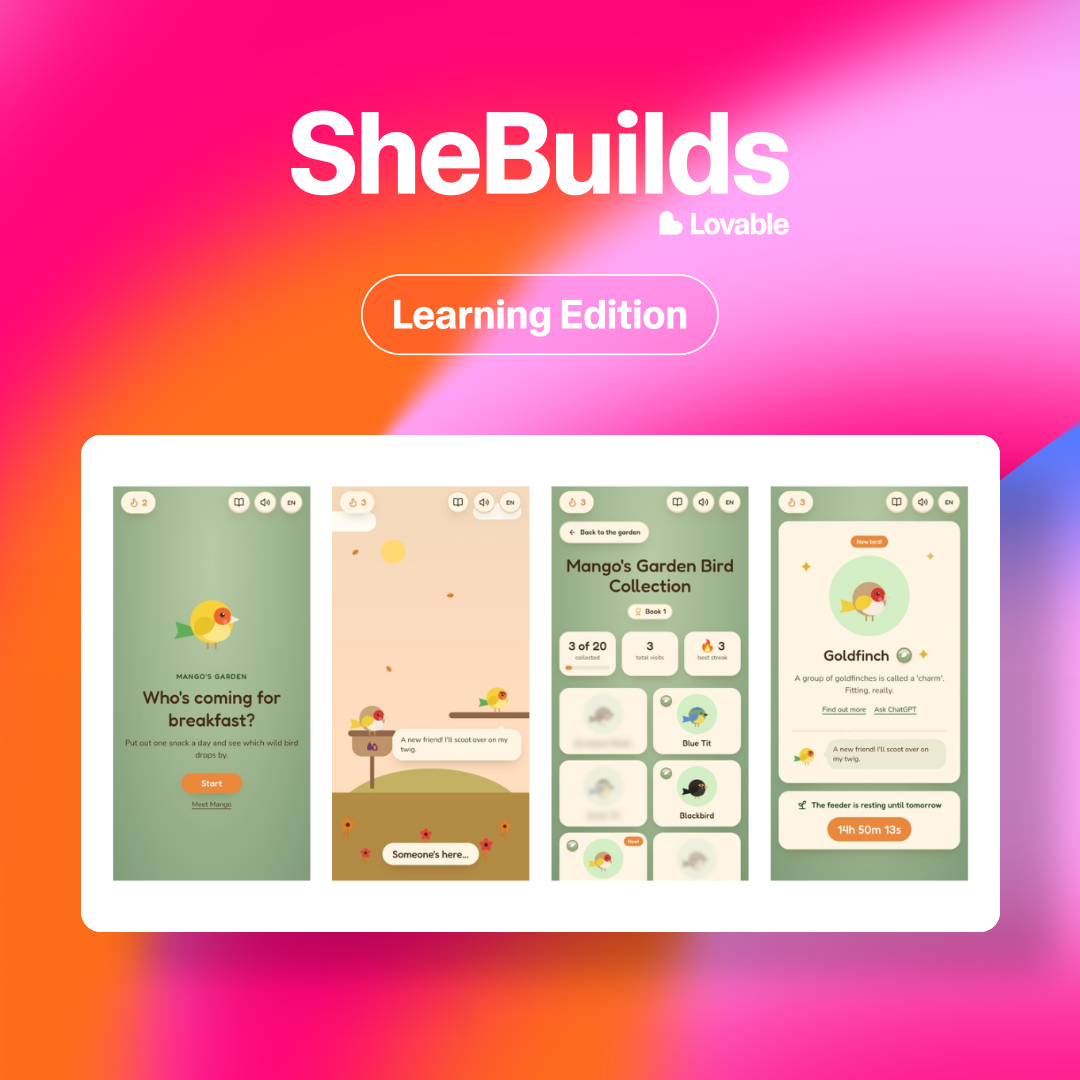 SheBuilds
Lovable
Learning Edition
2
EN
MANGO'S GARDEN
Who's coming for
breakfast?
Put out one snack a day and see which wild bird
drops by.
Start
Meet Mango
3
EN
A new friend! I'll scoot over on my
twig.
Someone's here...
3
EN
Back to the garden
Mango's Garden Bird
Collection
Book 1
3 of 20
collected
3
total visits
3
best streak
Blue Tit
Blackbird
New!
3
EN
New bird!
Goldfinch
A group of goldfinches is called a 'charm'.
Fitting, really.
Find out more
Ask ChatGPT
A new friend! I'll scoot over on
my twig.
The feeder is resting until tomorrow
14h 50m 13s